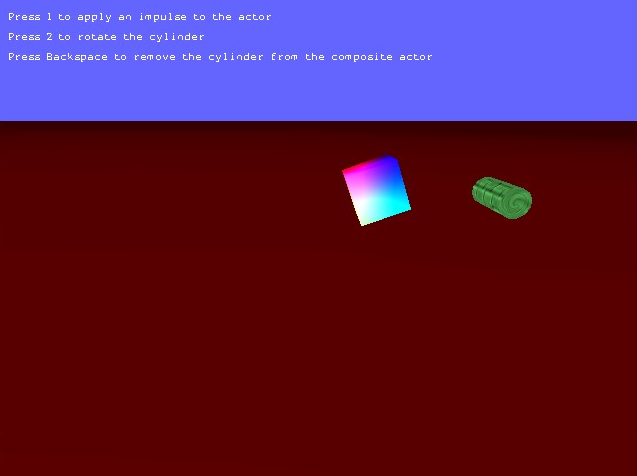 Press 1 to apply an impulse to the actor
Press 2 to rotate the cylinder
Press Backspace to remove the cylinder from the composite actor